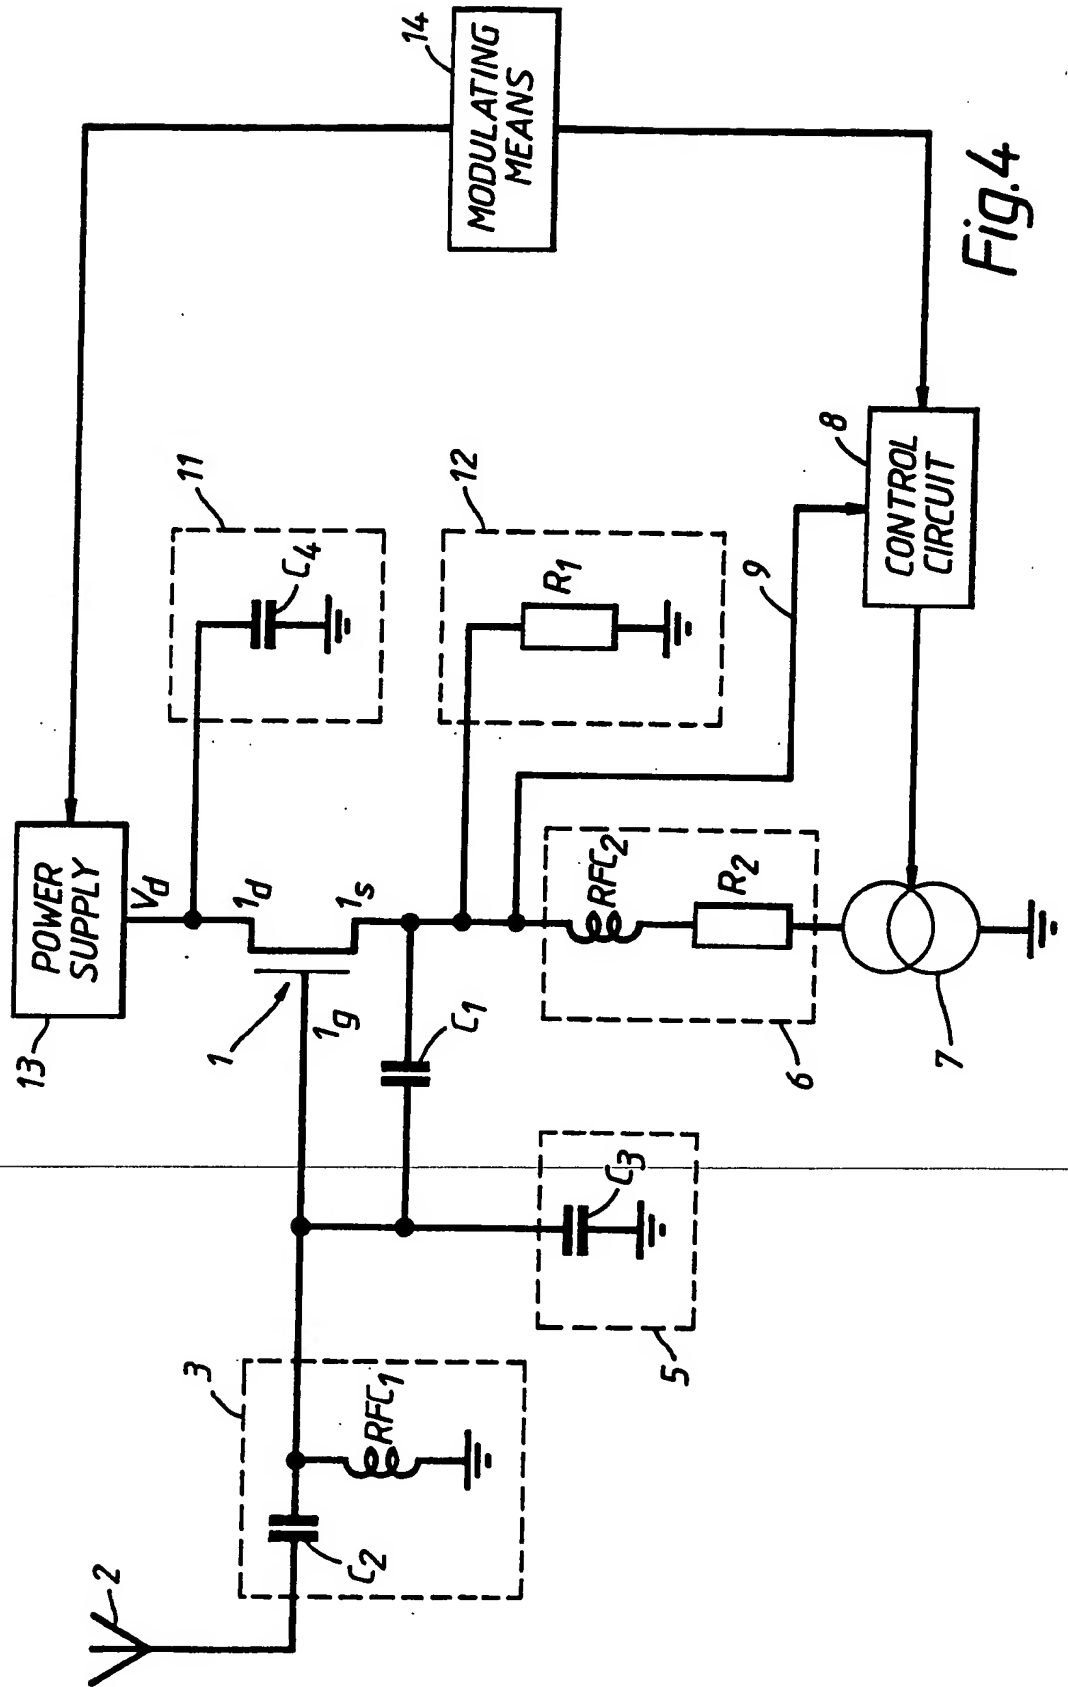 14
MODULATING
MEANS
13
POWER
SUPPLY
Vd
11
C4
1
1d
1g
1s
12
R1
C1
9
8
CONTROL
CIRCUIT
2
3
C2
RFC1
5
C3
6
RFC2
R2
7
Fig.4